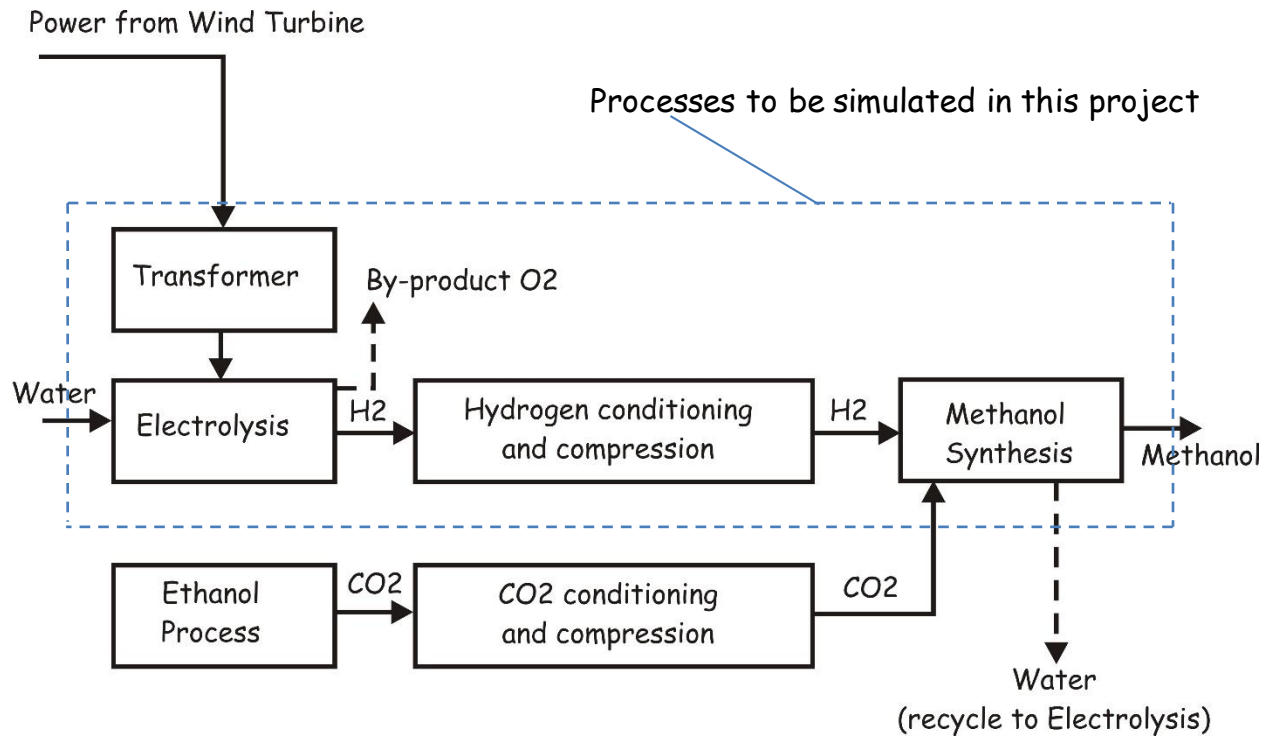 Power from Wind Turbine
Processes to be simulated in this project
Transformer
By-product O2
Water
Electrolysis
H2
Hydrogen conditioning
and compression
H2
Methanol
Synthesis
Methanol
Ethanol
Process
CO2
CO2 conditioning
and compression
CO2
Water
(recycle to Electrolysis)